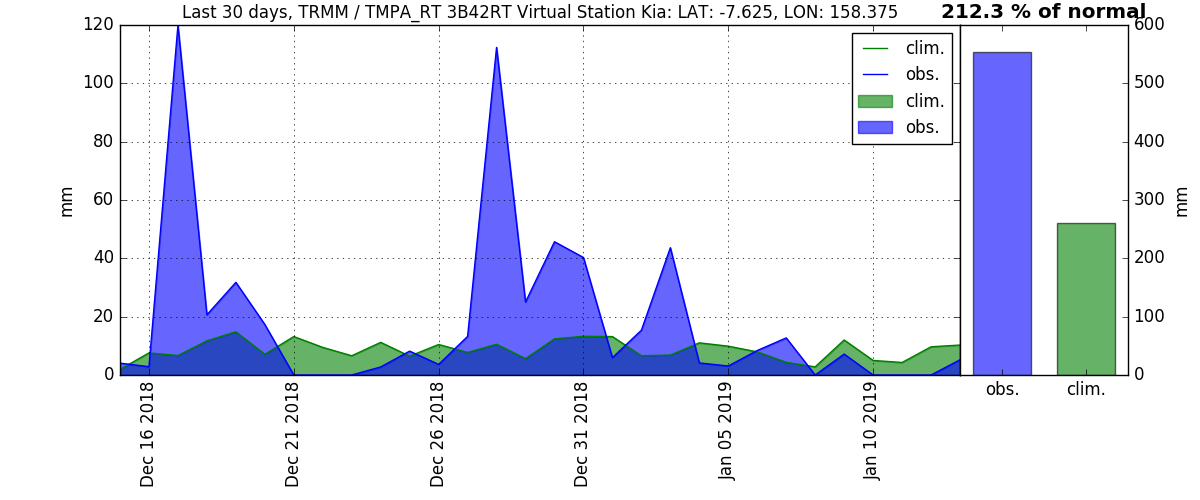 Last 30 days, TRMM / TMPA_RT 3B42RT Virtual Station Kia: LAT: -7.625, LON: 158.375
212.3 % of normal
120
100
80
60
40
20
0
mm
clim.
obs.
clim.
obs.
Dec 16 2018
Dec 21 2018
Dec 26 2018
Dec 31 2018
Jan 05 2019
Jan 10 2019
600
500
400
300
200
100
0
mm
obs.
clim.